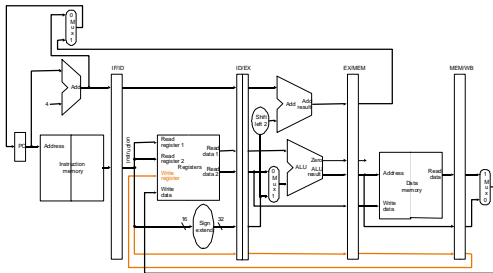 0
M
u
x
1
IF/ID
ID/EX
EX/MEM
MEM/WB
Add
4
Add
Add
result
Shift
left 2
PC
Address
Instruction
memory
Instruction
Read
register 1
Read
register 2
Registers
Write
register
Write
data
Read
data 1
Read
data 2
0
M
u
x
1
ALU
Zero
ALU
result
Address
Read
data
Data
memory
Write
data
1
M
u
x
0
16
Sign
extend
32